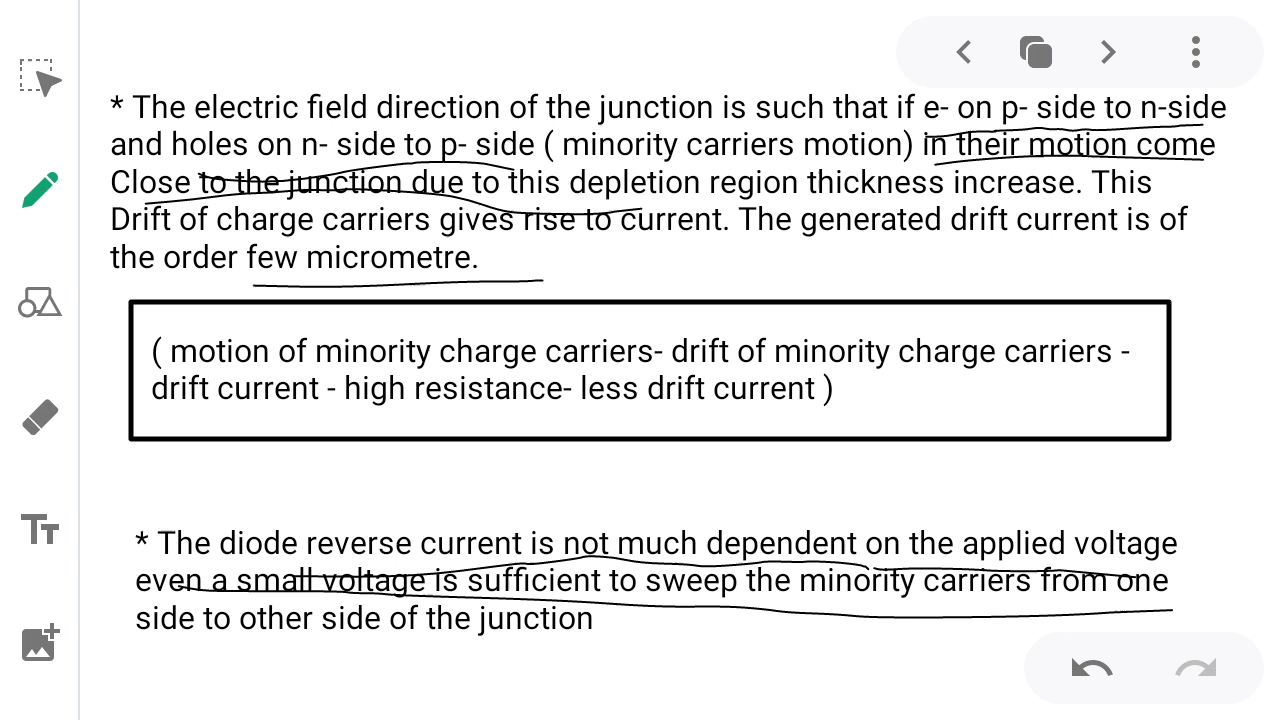 * The electric field direction of the junction is such that if e- on p- side to n-side
and holes on n- side to p- side ( minority carriers motion) in their motion come
Close to the junction due to this depletion region thickness increase. This
Drift of charge carriers gives rise to current. The generated drift current is of
the order few micrometre.
( motion of minority charge carriers- drift of minority charge carriers -
drift current - high resistance- less drift current )
* The diode reverse current is not much dependent on the applied voltage
even a small voltage is sufficient to sweep the minority carriers from one
side to other side of the junction